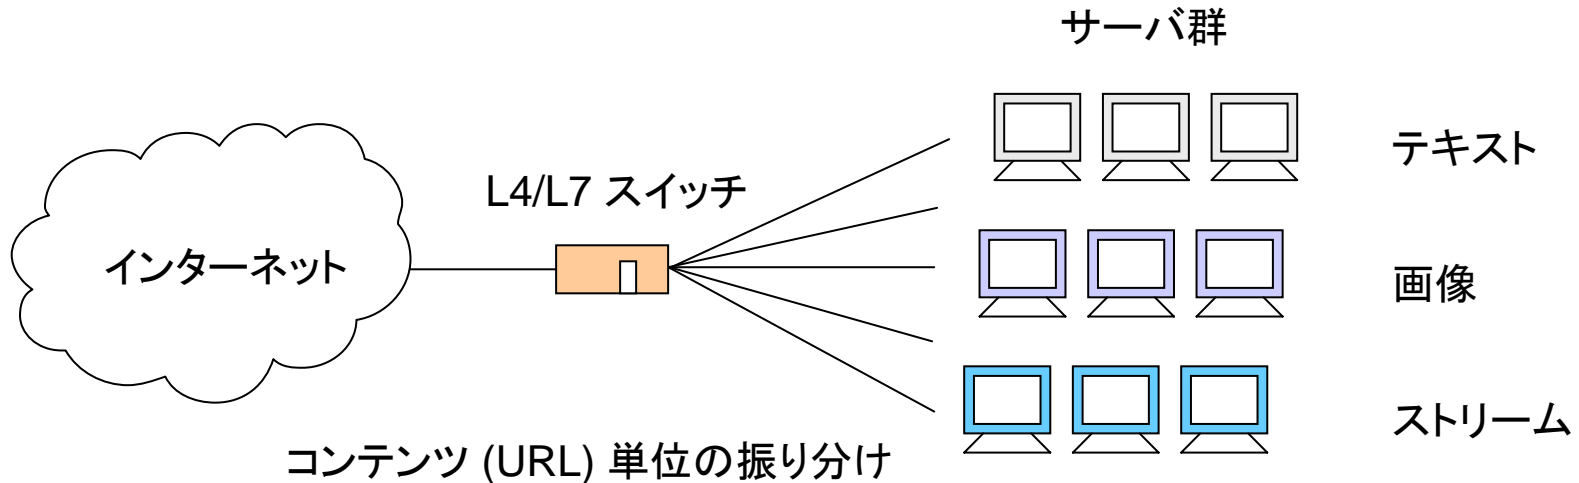 サーバ群
テキスト
L4/L7 スイッチ
インターネット
画像
ストリーム
コンテンツ (URL) 単位の振り分け